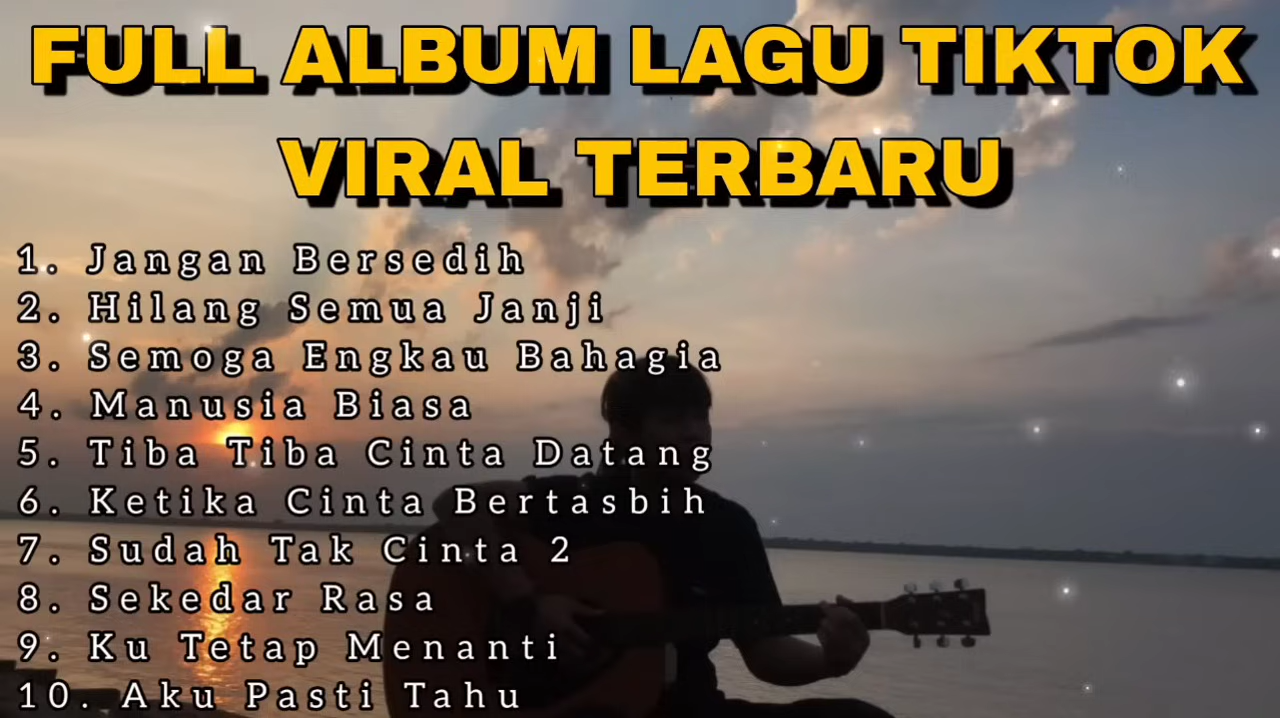 FULL ALBUM LAGU TIKTOK
VIRAL TERBARU
1. Jangan Bersedih
2. Hilang Semua Janji
3. Semoga Engkau Bahagia
4. Manusia Biasa
5. Tiba Tiba Cinta Datang
6. Ketika Cinta Bertasbih
7. Sudah Tak Cinta 2
8. Sekedar Rasa
9. Ku Tetap Menanti
10. Aku Pasti Tahu